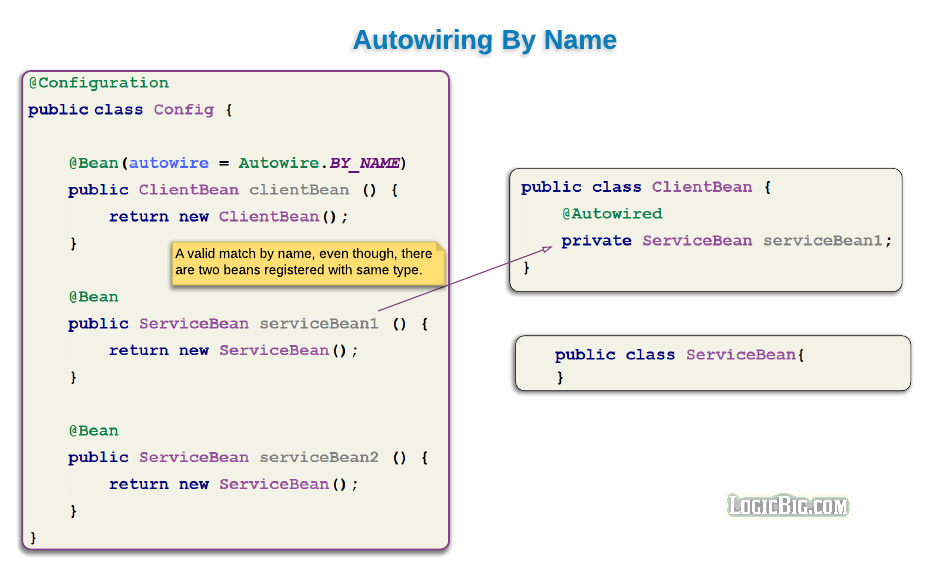 Autowiring By Name
@Configuration
public class Config {
@Bean(autowire = Autowire.BY_NAME)
public ClientBean clientBean () {
return new ClientBean();
}
A valid match by name, even though, there
are two beans registered with same type.
@Bean
public ServiceBean serviceBean1 () {
return new ServiceBean();
}
@Bean
public ServiceBean serviceBean2 () {
return new ServiceBean();
}
}
public class ClientBean {
@Autowired
private ServiceBean serviceBean1;
}
public class ServiceBean{
}
LogicBig.com